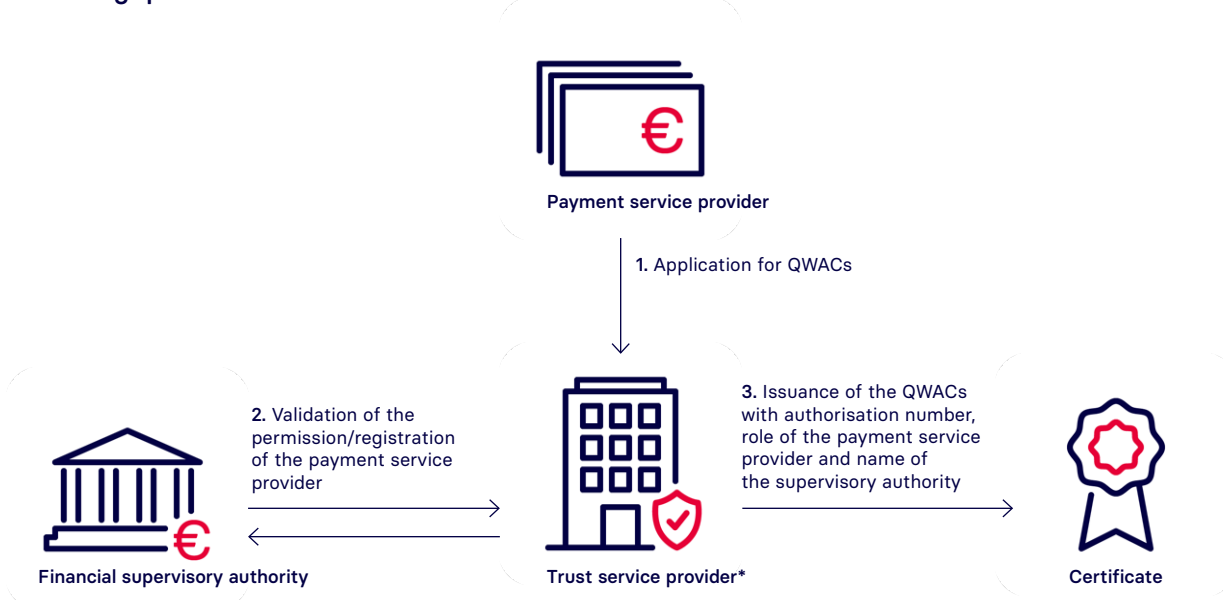 Payment service provider
1. Application for QWACs
2. Validation of the
permission/registration
of the payment service
provider
3. Issuance of the QWACs
with authorisation number,
role of the payment service
provider and name of
the supervisory authority
Financial supervisory authority
Trust service provider*
Certificate